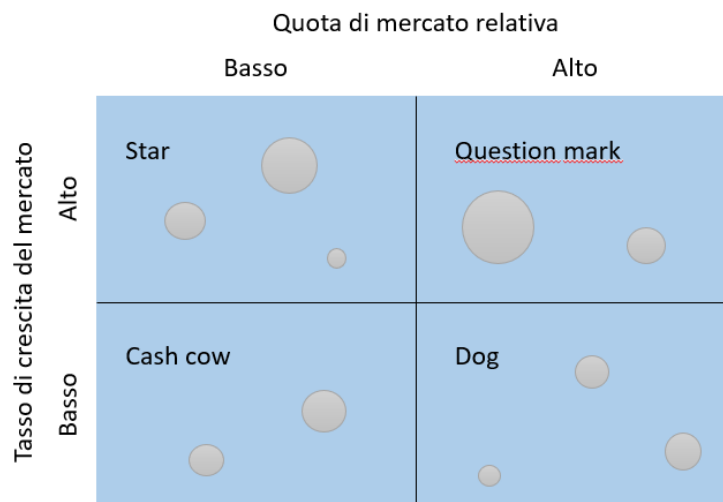 Quota di mercato relativa
Basso
Alto
Tasso di crescita del mercato
Alto
Star
Question mark
Basso
Cash cow
Dog